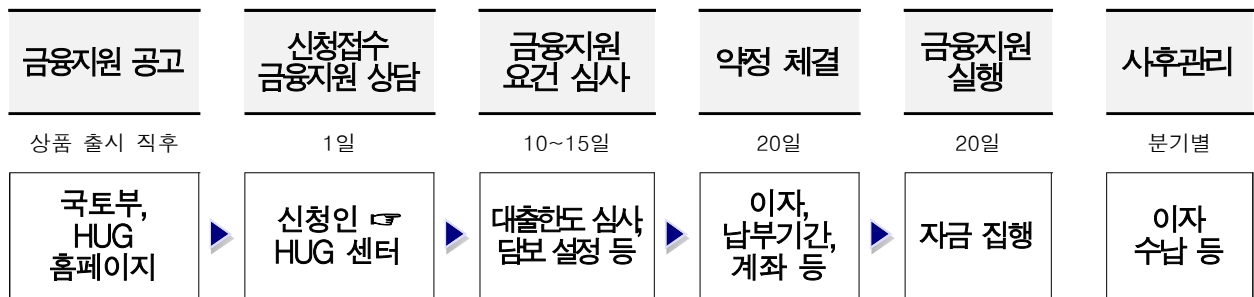 금융지원 공고
신청접수
금융지원 상담
금융지원
요건 심사
약정 체결
금융지원
실행
사후관리
상품 출시 직후
1일
10~15일
20일
20일
분기별
국토부,
HUG
홈페이지
신청인 ☞
HUG 센터
대출한도 심사,
담보 설정 등
이자,
납부기간,
계좌 등
자금 집행
이자
수납 등